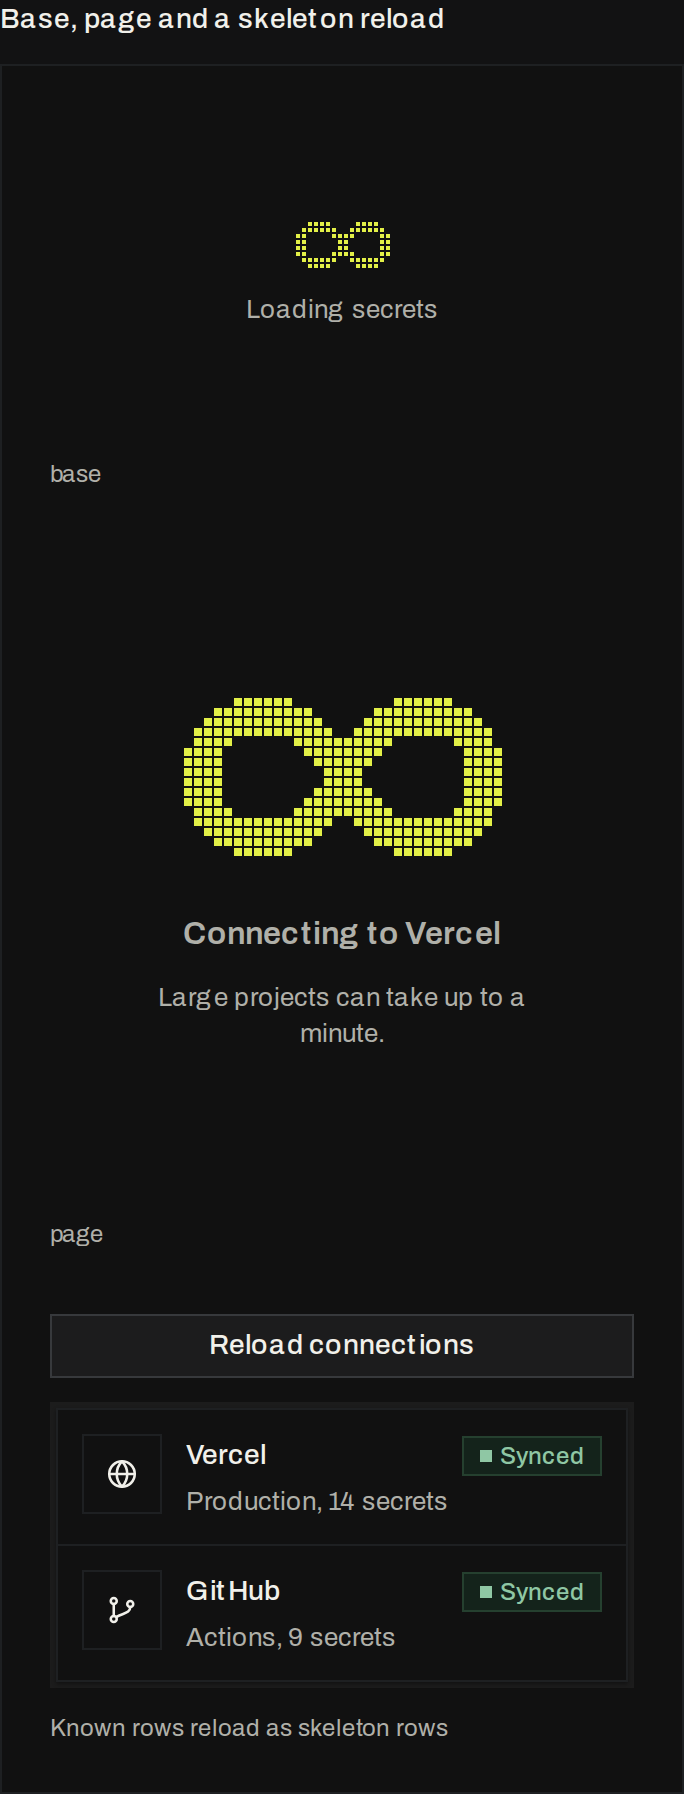 Base, page and a skeleton reload
Loading secrets
base
Connecting to Vercel
Large projects can take up to a
minute.
page
Reload connections
Vercel
Synced
Production, 14 secrets
GitHub
Synced
Actions, 9 secrets
Known rows reload as skeleton rows